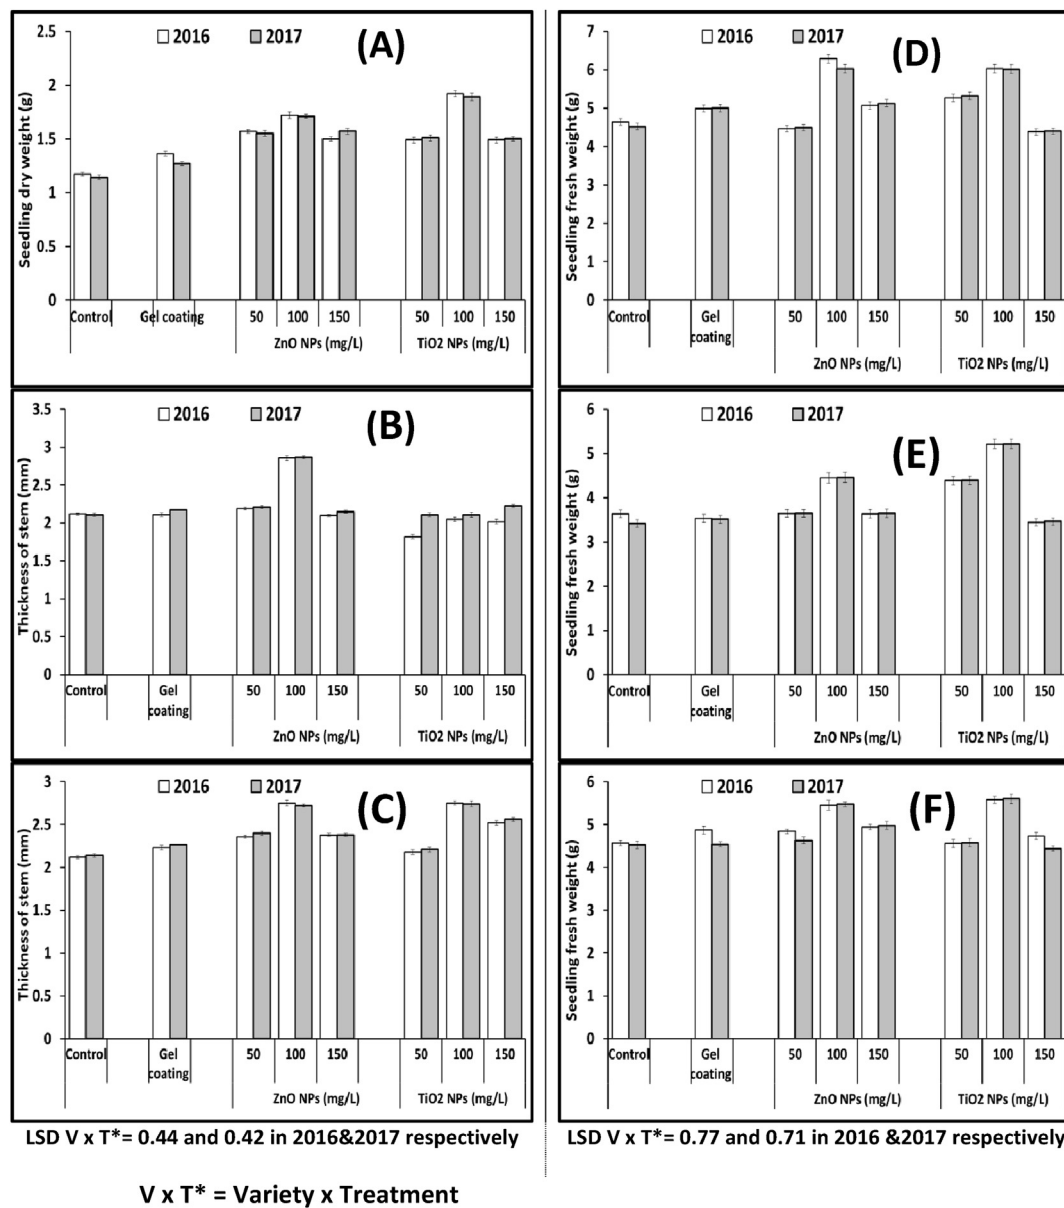 2016 2017
(A)
Seedling dry weight (g)
2.5
2
1.5
1
0.5
0
Control Gel coating 50 100 150 50 100 150
ZnO NPs (mg/L) TiO2 NPs (mg/L)
2016 2017
(B)
Thickness of stem (mm)
3.5
3
2.5
2
1.5
1
0.5
0
Control Gel 50 100 150 50 100 150
coating
ZnO NPs (mg/L) TiO2 NPs (mg/L)
2016 2017
(C)
Thickness of stem (mm)
3
2.5
2
1.5
1
0.5
0
Control Gel 50 100 150 50 100 150
coating
ZnO NPs (mg/L) TiO2 NPs (mg/L)
LSD V x T*= 0.44 and 0.42 in 2016&2017 respectively
2016 2017
(D)
Seedling fresh weight (g)
7
6
5
4
3
2
1
0
Control Gel 50 100 150 50 100 150
coating
ZnO NPs (mg/L) TiO2 NPs (mg/L)
2016 2017
(E)
Seedling fresh weight (g)
6
5
4
3
2
1
0
Control Gel 50 100 150 50 100 150
coating
ZnO NPs (mg/L) TiO2 NPs (mg/L)
2016 2017
(F)
Seedling fresh weight (g)
6
5
4
3
2
1
0
Control Gel 50 100 150 50 100 150
coating
ZnO NPs (mg/L) TiO2 NPs (mg/L)
LSD V x T*= 0.77 and 0.71 in 2016 &2017 respectively
V x T* = Variety x Treatment